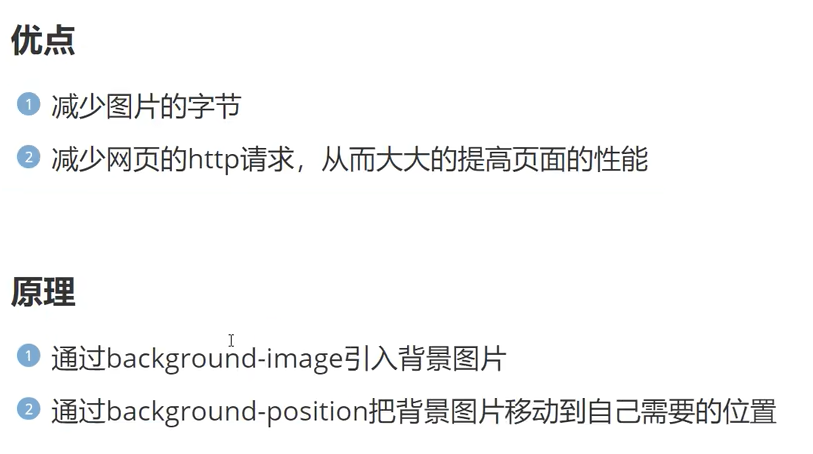 优点
1 减少图片的字节
2 减少网页的http请求，从而大大的提高页面的性能
原理
1 通过background-image引入背景图片
2 通过background-position把背景图片移动到自己需要的位置